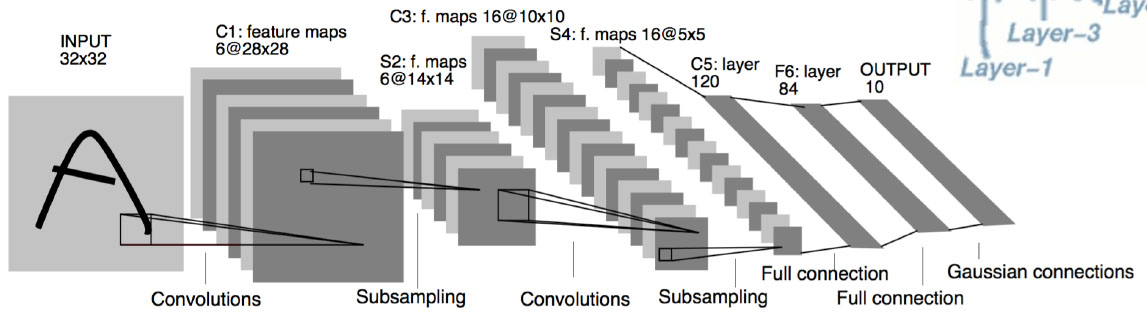 INPUT
32x32
C1: feature maps
6@28x28
S2: f. maps
6@14x14
C3: f. maps 16@10x10
S4: f. maps 16@5x5
C5: layer
120
F6: layer
84
OUTPUT
10
Layer-3
Layer-1
Convolutions
Subsampling
Convolutions
Subsampling
Full connection
Full connection
Gaussian connections